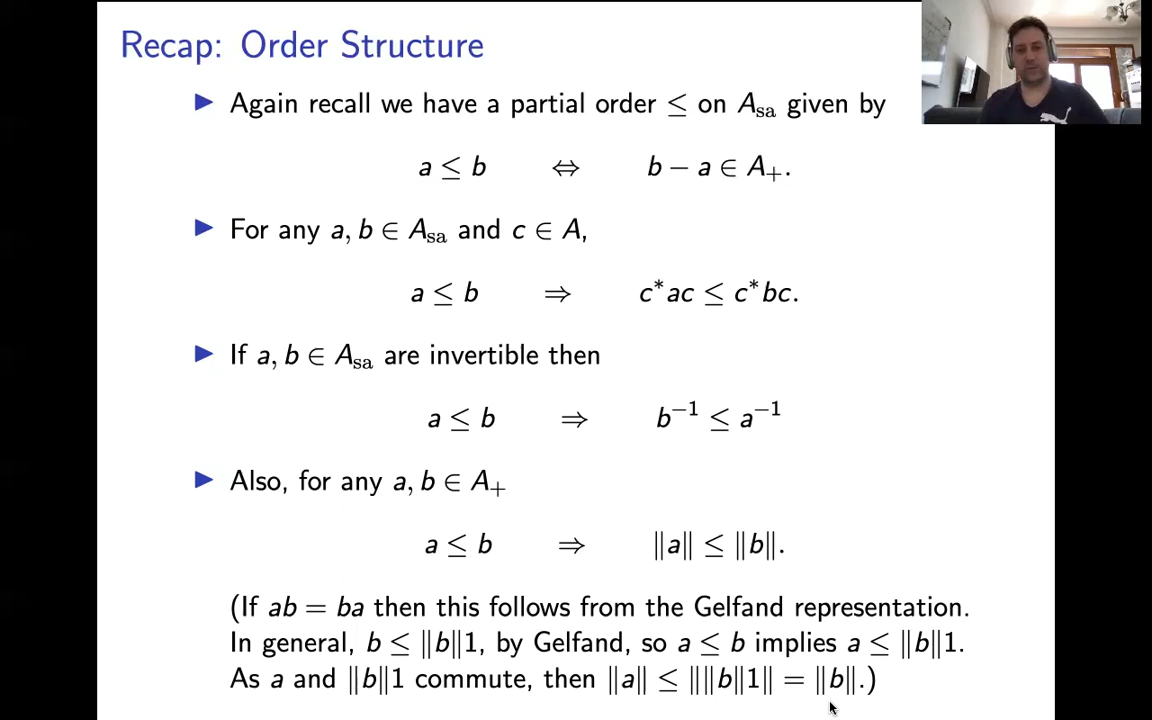 Recap: Order Structure
▶ Again recall we have a partial order ≤ on A_sa given by
a ≤ b ⇔ b − a ∈ A₊.
▶ For any a, b ∈ A_sa and c ∈ A,
a ≤ b ⇒ c*ac ≤ c*bc.
▶ If a, b ∈ A_sa are invertible then
a ≤ b ⇒ b⁻¹ ≤ a⁻¹
▶ Also, for any a, b ∈ A₊
a ≤ b ⇒ ‖a‖ ≤ ‖b‖.
(If ab = ba then this follows from the Gelfand representation.
In general, b ≤ ‖b‖1, by Gelfand, so a ≤ b implies a ≤ ‖b‖1.
As a and ‖b‖1 commute, then ‖a‖ ≤ ‖‖b‖1‖ = ‖b‖.)